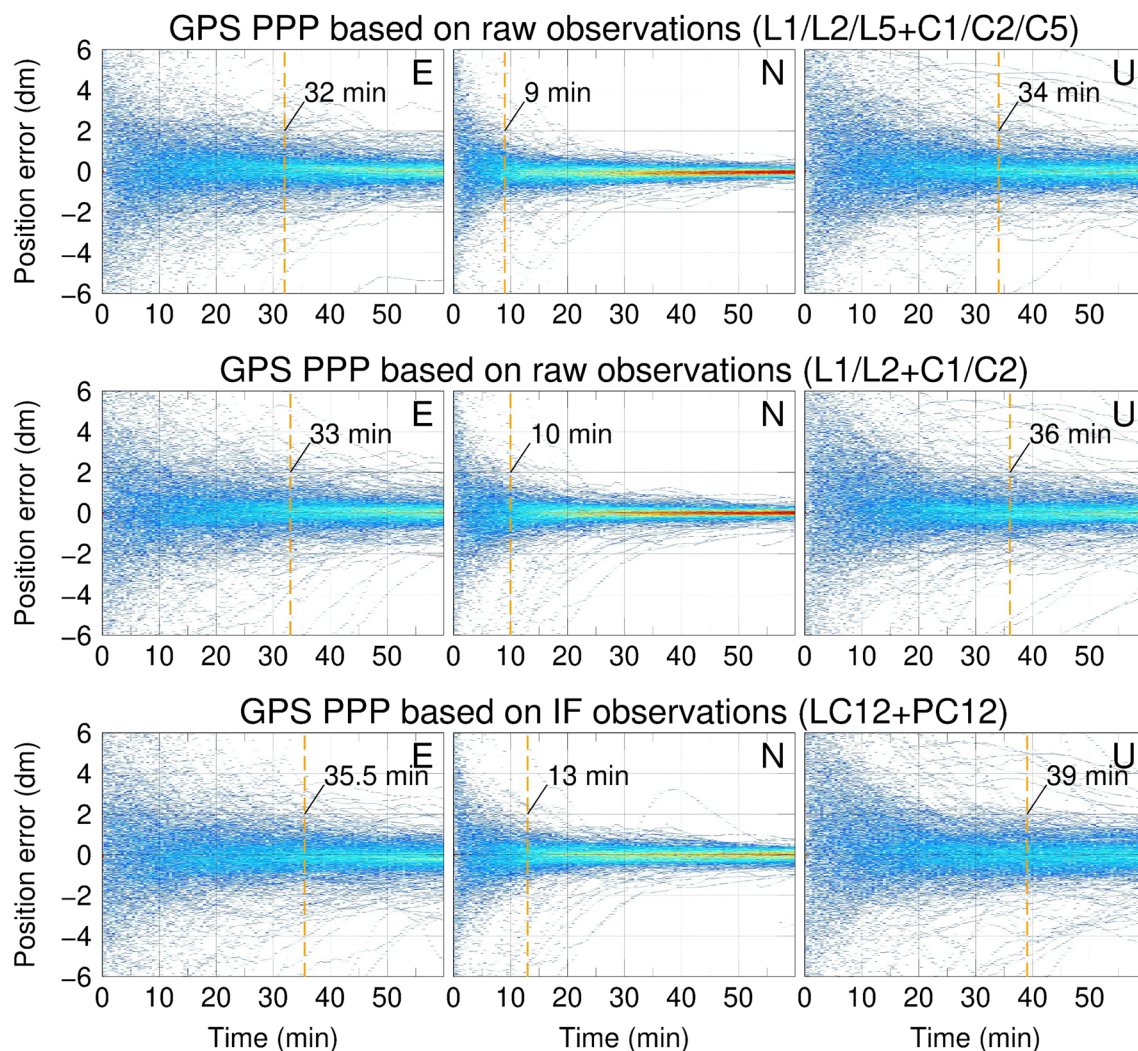 GPS PPP based on raw observations (L1/L2/L5+C1/C2/C5)
Position error (dm)
6
4
2
0
−2
−4
−6
E
32 min
N
9 min
U
34 min
0 10 20 30 40 50
0 10 20 30 40 50
0 10 20 30 40 50
GPS PPP based on raw observations (L1/L2+C1/C2)
Position error (dm)
6
4
2
0
−2
−4
−6
E
33 min
N
10 min
U
36 min
0 10 20 30 40 50
0 10 20 30 40 50
0 10 20 30 40 50
GPS PPP based on IF observations (LC12+PC12)
Position error (dm)
6
4
2
0
−2
−4
−6
E
35.5 min
N
13 min
U
39 min
0 10 20 30 40 50
0 10 20 30 40 50
0 10 20 30 40 50
Time (min)
Time (min)
Time (min)